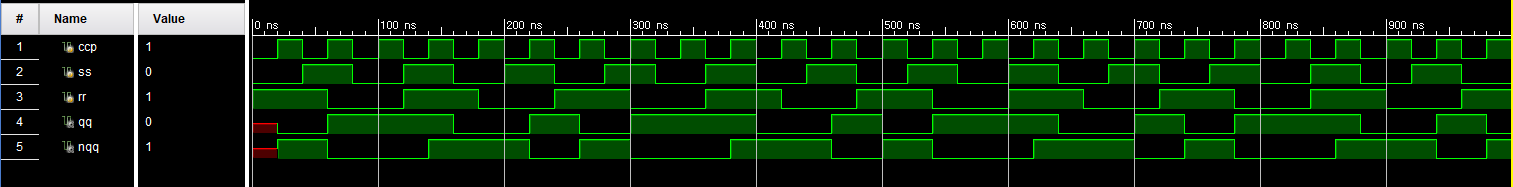 # Name Value
0 ns 100 ns 200 ns 300 ns 400 ns 500 ns 600 ns 700 ns 800 ns 900 ns
1 ccp 1
2 ss 0
3 rr 1
4 qq 0
5 nqq 1